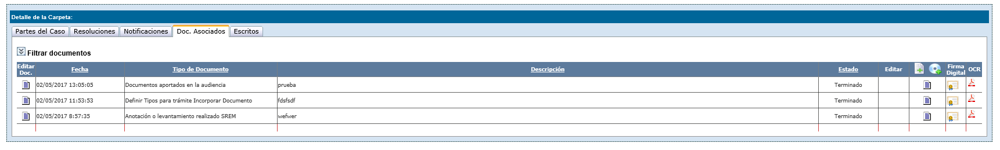 Detalle de la Carpeta:
Partes del Caso Resoluciones Notificaciones Doc. Asociados Escritos
Filtrar documentos
Editar Doc. Fecha Tipo de Documento Descripción Estado Editar Firma Digital OCR
02/05/2017 13:05:05 Documentos aportados en la audiencia prueba Terminado
02/05/2017 11:53:53 Definir Tipos para trámite Incorporar Documento fdsfsdf Terminado
02/05/2017 8:57:35 Anotación o levantamiento realizado SREM wefwer Terminado